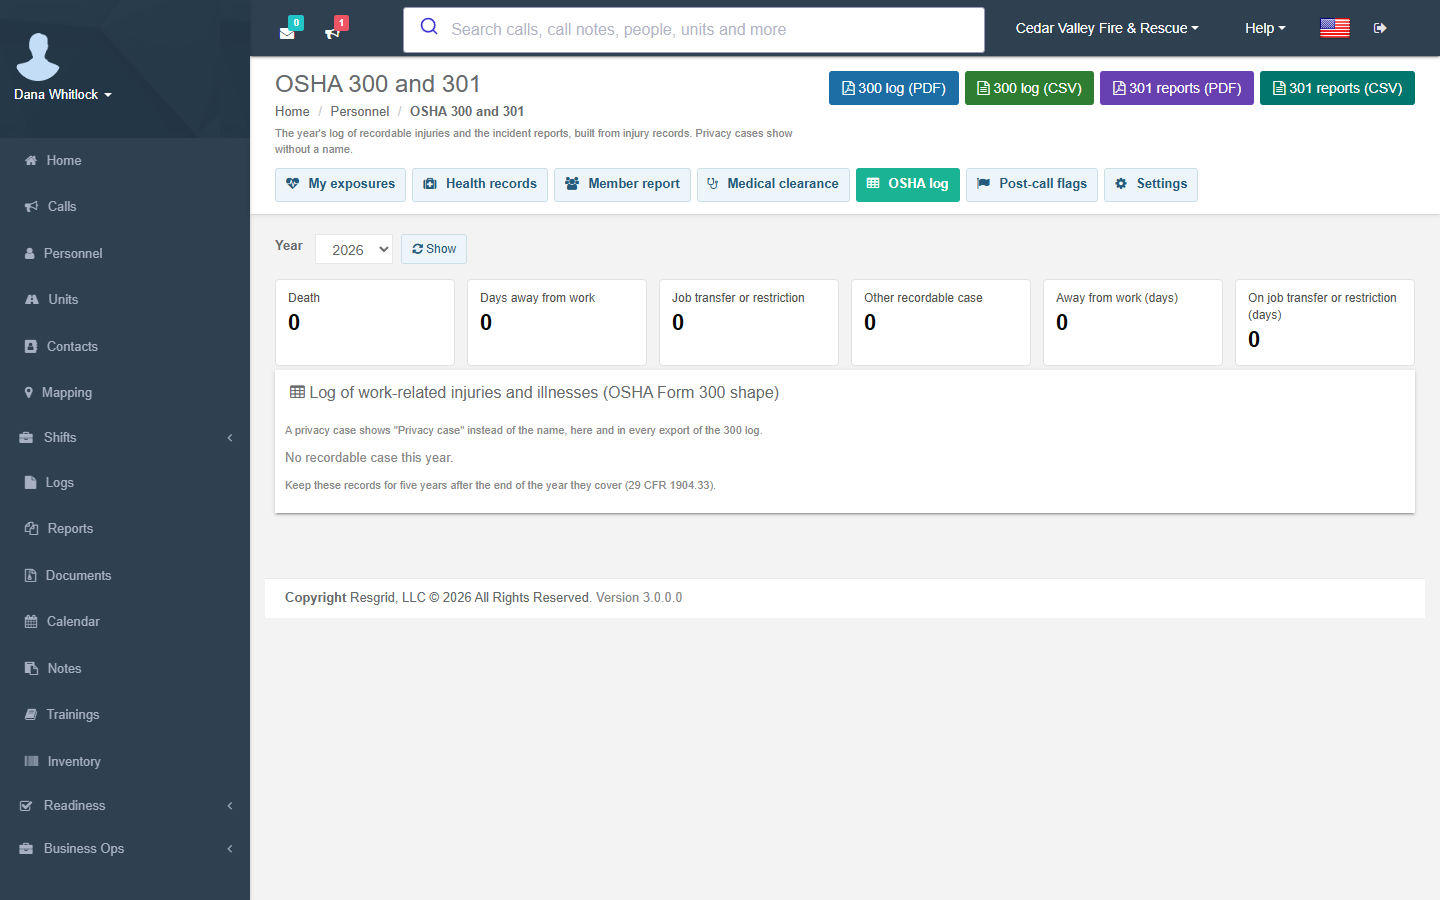 0
1
Search calls, call notes, people, units and more
Cedar Valley Fire & Rescue
Help
Dana Whitlock
Home
Calls
Personnel
Units
Contacts
Mapping
Shifts
Logs
Reports
Documents
Calendar
Notes
Trainings
Inventory
Readiness
Business Ops
OSHA 300 and 301
Home / Personnel / OSHA 300 and 301
The year's log of recordable injuries and the incident reports, built from injury records. Privacy cases show
without a name.
300 log (PDF)
300 log (CSV)
301 reports (PDF)
301 reports (CSV)
My exposures
Health records
Member report
Medical clearance
OSHA log
Post-call flags
Settings
Year
2026
Show
Death
0
Days away from work
0
Job transfer or restriction
0
Other recordable case
0
Away from work (days)
0
On job transfer or restriction
(days)
0
Log of work-related injuries and illnesses (OSHA Form 300 shape)
A privacy case shows "Privacy case" instead of the name, here and in every export of the 300 log.
No recordable case this year.
Keep these records for five years after the end of the year they cover (29 CFR 1904.33).
Copyright Resgrid, LLC © 2026 All Rights Reserved. Version 3.0.0.0